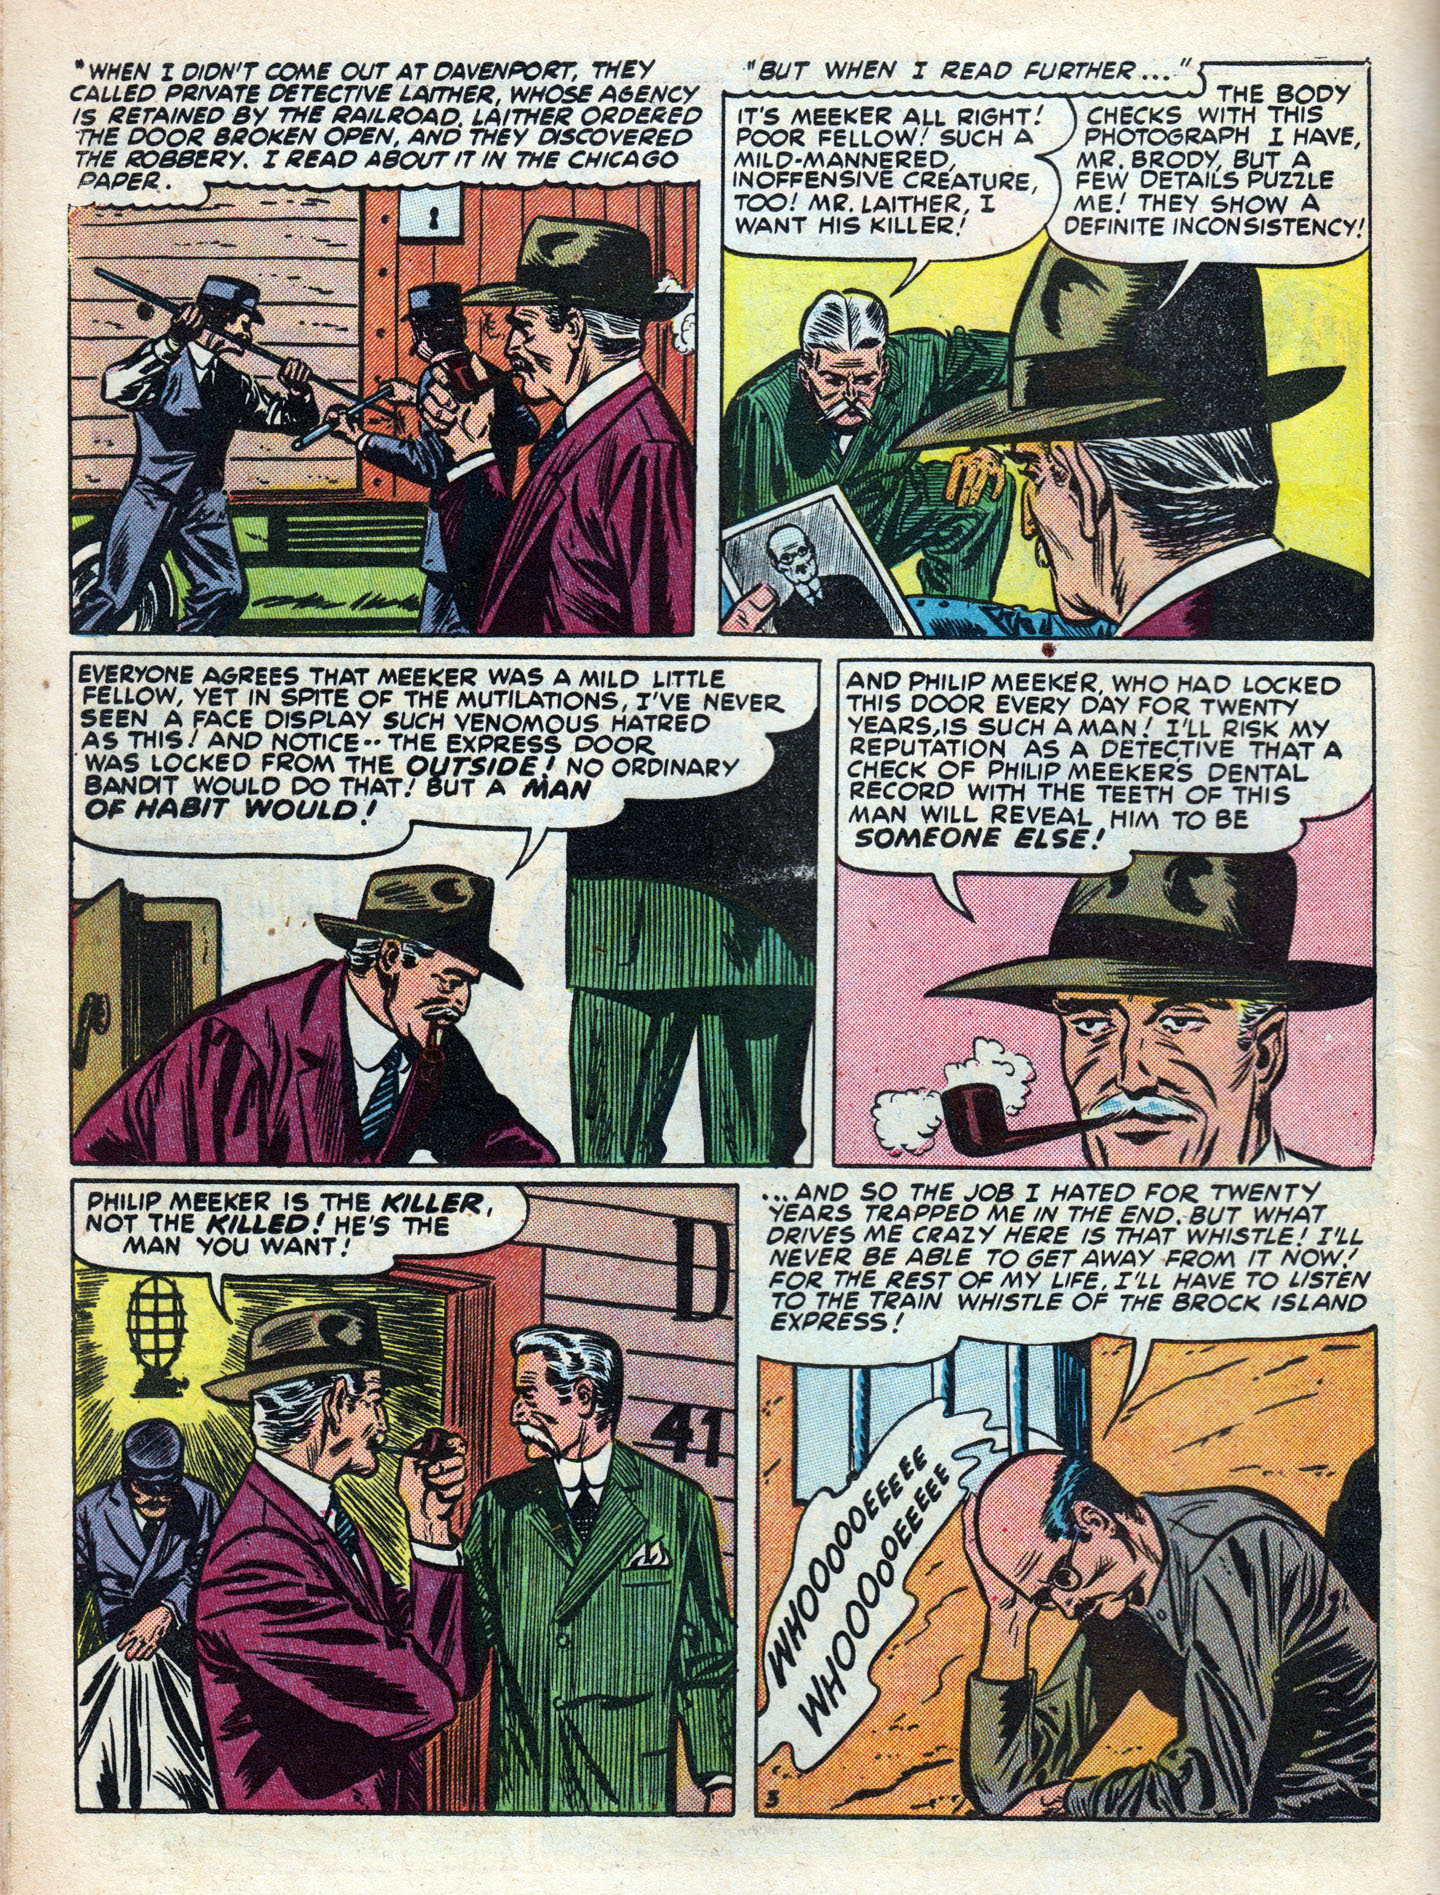 "WHEN I DIDN'T COME OUT AT DAVENPORT, THEY
CALLED PRIVATE DETECTIVE LAITHER, WHOSE AGENCY
IS RETAINED BY THE RAILROAD. LAITHER ORDERED
THE DOOR BROKEN OPEN, AND THEY DISCOVERED
THE ROBBERY. I READ ABOUT IT IN THE CHICAGO
PAPER.
"BUT WHEN I READ FURTHER..."
IT'S MEEKER ALL RIGHT!
POOR FELLOW! SUCH A
MILD-MANNERED,
INOFFENSIVE CREATURE,
TOO! MR. LAITHER, I
WANT HIS KILLER!
THE BODY
CHECKS WITH THIS
PHOTOGRAPH I HAVE,
MR. BRODY, BUT A
FEW DETAILS PUZZLE
ME! THEY SHOW A
DEFINITE INCONSISTENCY!
EVERYONE AGREES THAT MEEKER WAS A MILD LITTLE
FELLOW, YET IN SPITE OF THE MUTILATIONS, I'VE NEVER
SEEN A FACE DISPLAY SUCH VENOMOUS HATRED
AS THIS! AND NOTICE-- THE EXPRESS DOOR
WAS LOCKED FROM THE OUTSIDE! NO ORDINARY
BANDIT WOULD DO THAT! BUT A MAN
OF HABIT WOULD!
AND PHILIP MEEKER, WHO HAD LOCKED
THIS DOOR EVERY DAY FOR TWENTY
YEARS, IS SUCH A MAN! I'LL RISK MY
REPUTATION AS A DETECTIVE THAT A
CHECK OF PHILIP MEEKERS DENTAL
RECORD WITH THE TEETH OF THIS
MAN WILL REVEAL HIM TO BE
SOMEONE ELSE!
PHILIP MEEKER IS THE KILLER,
NOT THE KILLED! HE'S THE
MAN YOU WANT!
D
41
...AND SO THE JOB I HATED FOR TWENTY
YEARS TRAPPED ME IN THE END. BUT WHAT
DRIVES ME CRAZY HERE IS THAT WHISTLE! I'LL
NEVER BE ABLE TO GET AWAY FROM IT NOW!
FOR THE REST OF MY LIFE, I'LL HAVE TO LISTEN
TO THE TRAIN WHISTLE OF THE BROCK ISLAND
EXPRESS!
WHOOOOOEEEEE
WHOOOOOEEEEEE
3